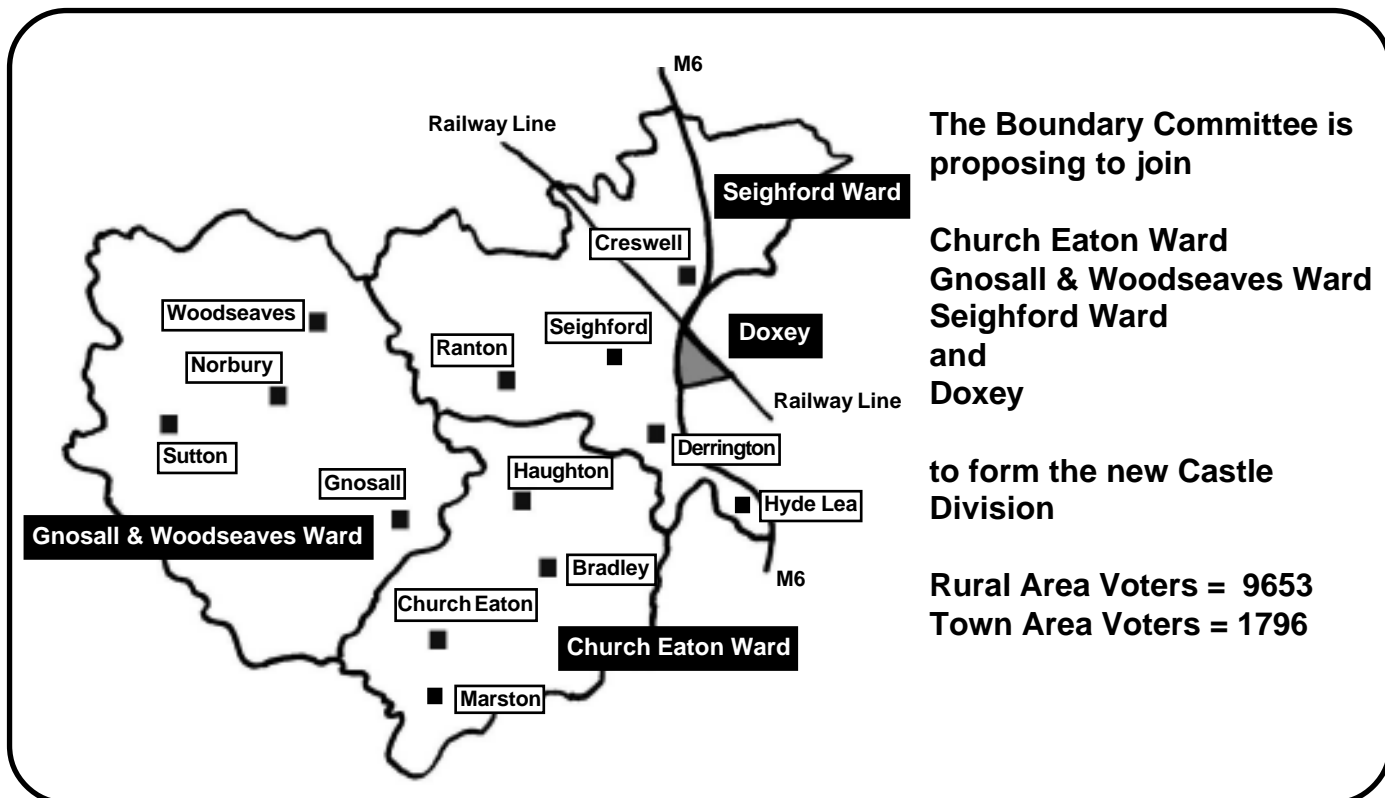 M6
Railway Line
Seighford Ward
Creswell
Woodseaves
Seighford
Doxey
Ranton
Norbury
Railway Line
Sutton
Derrington
Haughton
Gnosall
Hyde Lea
Gnosall & Woodseaves Ward
Bradley
M6
Church Eaton
Church Eaton Ward
Marston
The Boundary Committee is
proposing to join
Church Eaton Ward
Gnosall & Woodseaves Ward
Seighford Ward
and
Doxey
to form the new Castle
Division
Rural Area Voters = 9653
Town Area Voters = 1796